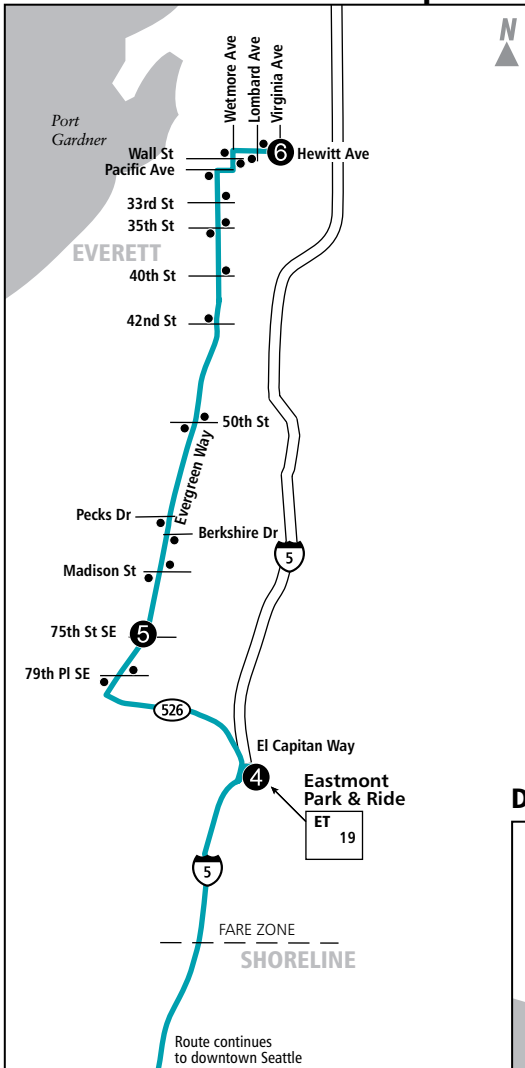 N
Wetmore Ave
Lombard Ave
Virginia Ave
Port
Gardner
Wall St
6
Hewitt Ave
Pacific Ave
33rd St
35th St
EVERETT
40th St
42nd St
50th St
Evergreen Way
Pecks Dr
Berkshire Dr
5
Madison St
75th St SE
5
79th Pl SE
526
El Capitan Way
4
Eastmont
Park & Ride
ET
19
D
5
FARE ZONE
SHORELINE
Route continues
to downtown Seattle